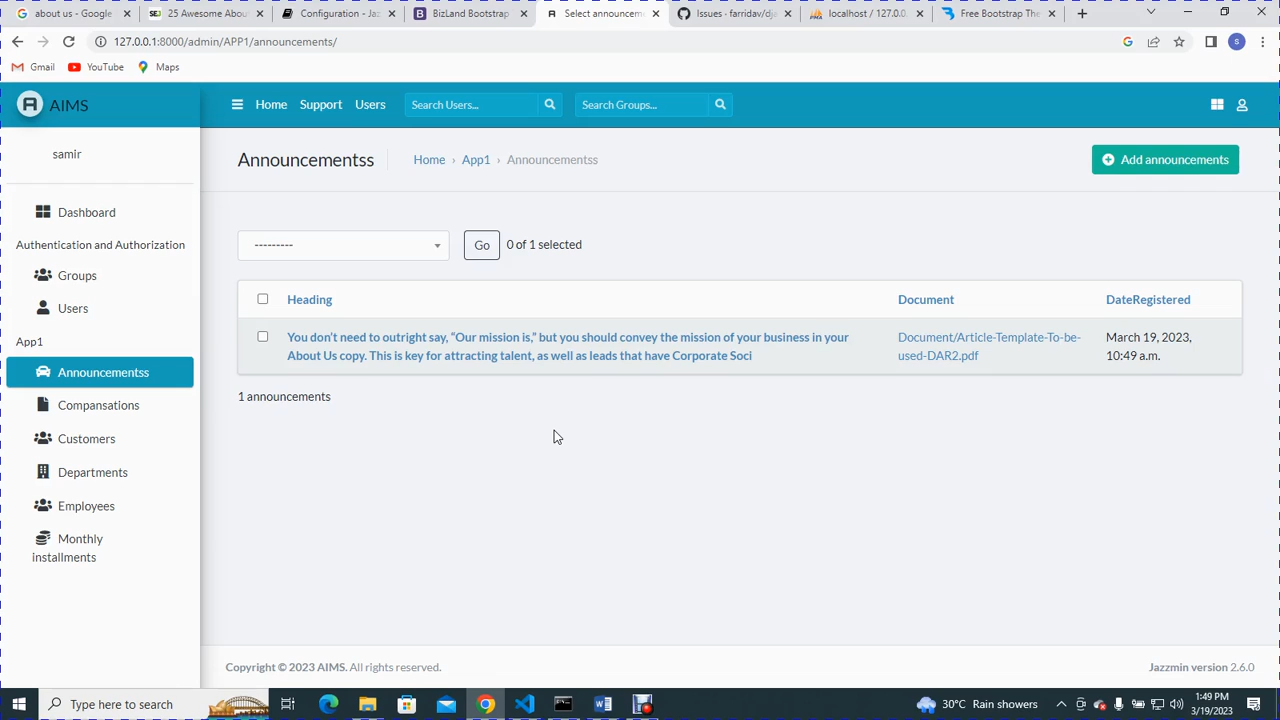 about us - Google
25 Awesome Abou
Configuration - Jaz
BizLand Bootstrap
Select announcem
Issues - farridav/dja
localhost / 127.0.0.
Free Bootstrap The
127.0.0.1:8000/admin/APP1/announcements/
S
Gmail YouTube Maps
AIMS
Home Support Users Search Users... Search Groups...
samir
Announcementss Home › App1 › Announcementss Add announcements
Dashboard
Authentication and Authorization
Groups
Users
App1
Announcementss
Compansations
Customers
Departments
Employees
Monthly
installments
--------- Go 0 of 1 selected
Heading Document DateRegistered
You don't need to outright say, “Our mission is,” but you should convey the mission of your business in your Document/Article-Template-To-be- March 19, 2023,
About Us copy. This is key for attracting talent, as well as leads that have Corporate Soci used-DAR2.pdf 10:49 a.m.
1 announcements
Copyright © 2023 AIMS. All rights reserved. Jazzmin version 2.6.0
Type here to search 30°C Rain showers 1:49 PM
3/19/2023